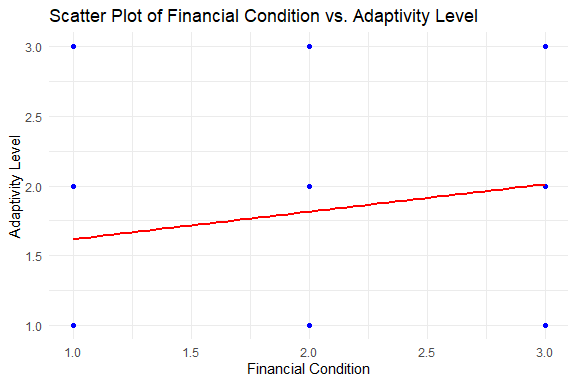 Scatter Plot of Financial Condition vs. Adaptivity Level
3.0
2.5
2.0
1.5
1.0
Adaptivity Level
1.0 1.5 2.0 2.5 3.0
Financial Condition